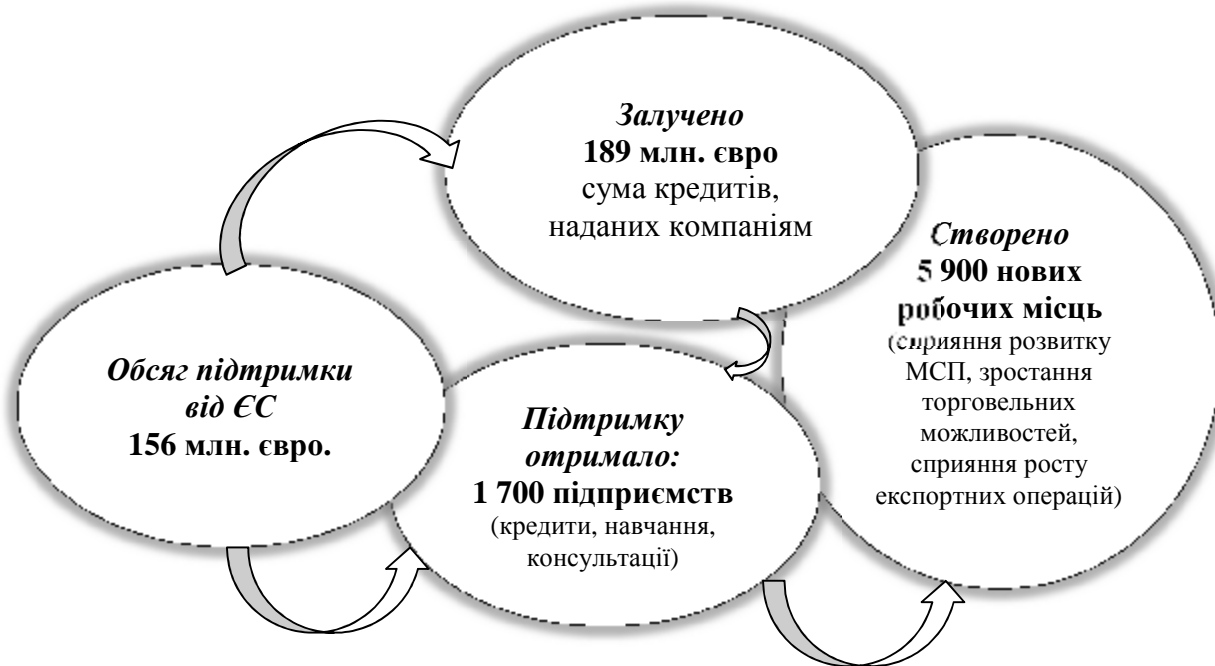 Залучено
189 млн. євро
сума кредитів,
наданих компаніям
Створено
5 900 нових
робочих місць
(сприяння розвитку
МСП, зростання
торговельних
можливостей,
сприяння росту
експортних операцій)
Обсяг підтримки
від ЄС
156 млн. євро.
Підтримку
отримало:
1 700 підприємств
(кредити, навчання,
консультації)